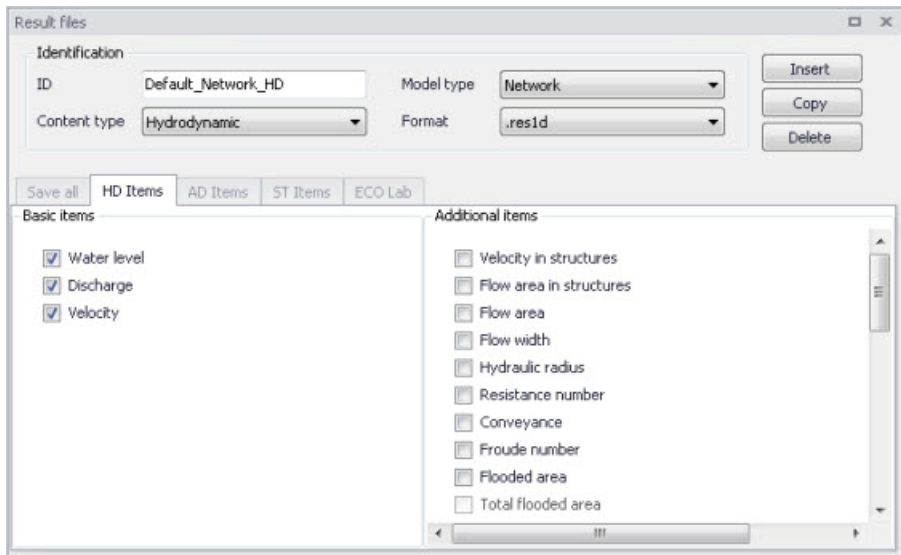 Result files
Identification
ID Default_Network_HD Model type Network Insert
Content type Hydrodynamic Format .res1d Copy
Delete
Save all HD Items AD Items ST Items ECO Lab
Basic items
Water level
Discharge
Velocity
Additional items
Velocity in structures
Flow area in structures
Flow area
Flow width
Hydraulic radius
Resistance number
Conveyance
Froude number
Flooded area
Total flooded area